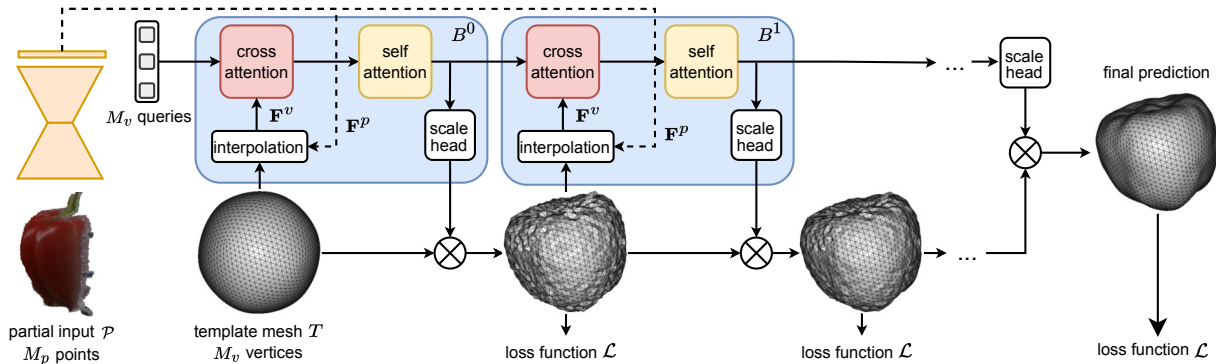 M_v queries
cross
attention
self
attention
B^0
F^v
F^p
interpolation
scale
head
cross
attention
self
attention
B^1
F^v
F^p
interpolation
scale
head
...
scale
head
final prediction
...
partial input 𝒫
M_p points
template mesh T
M_v vertices
loss function ℒ
loss function ℒ
loss function ℒ